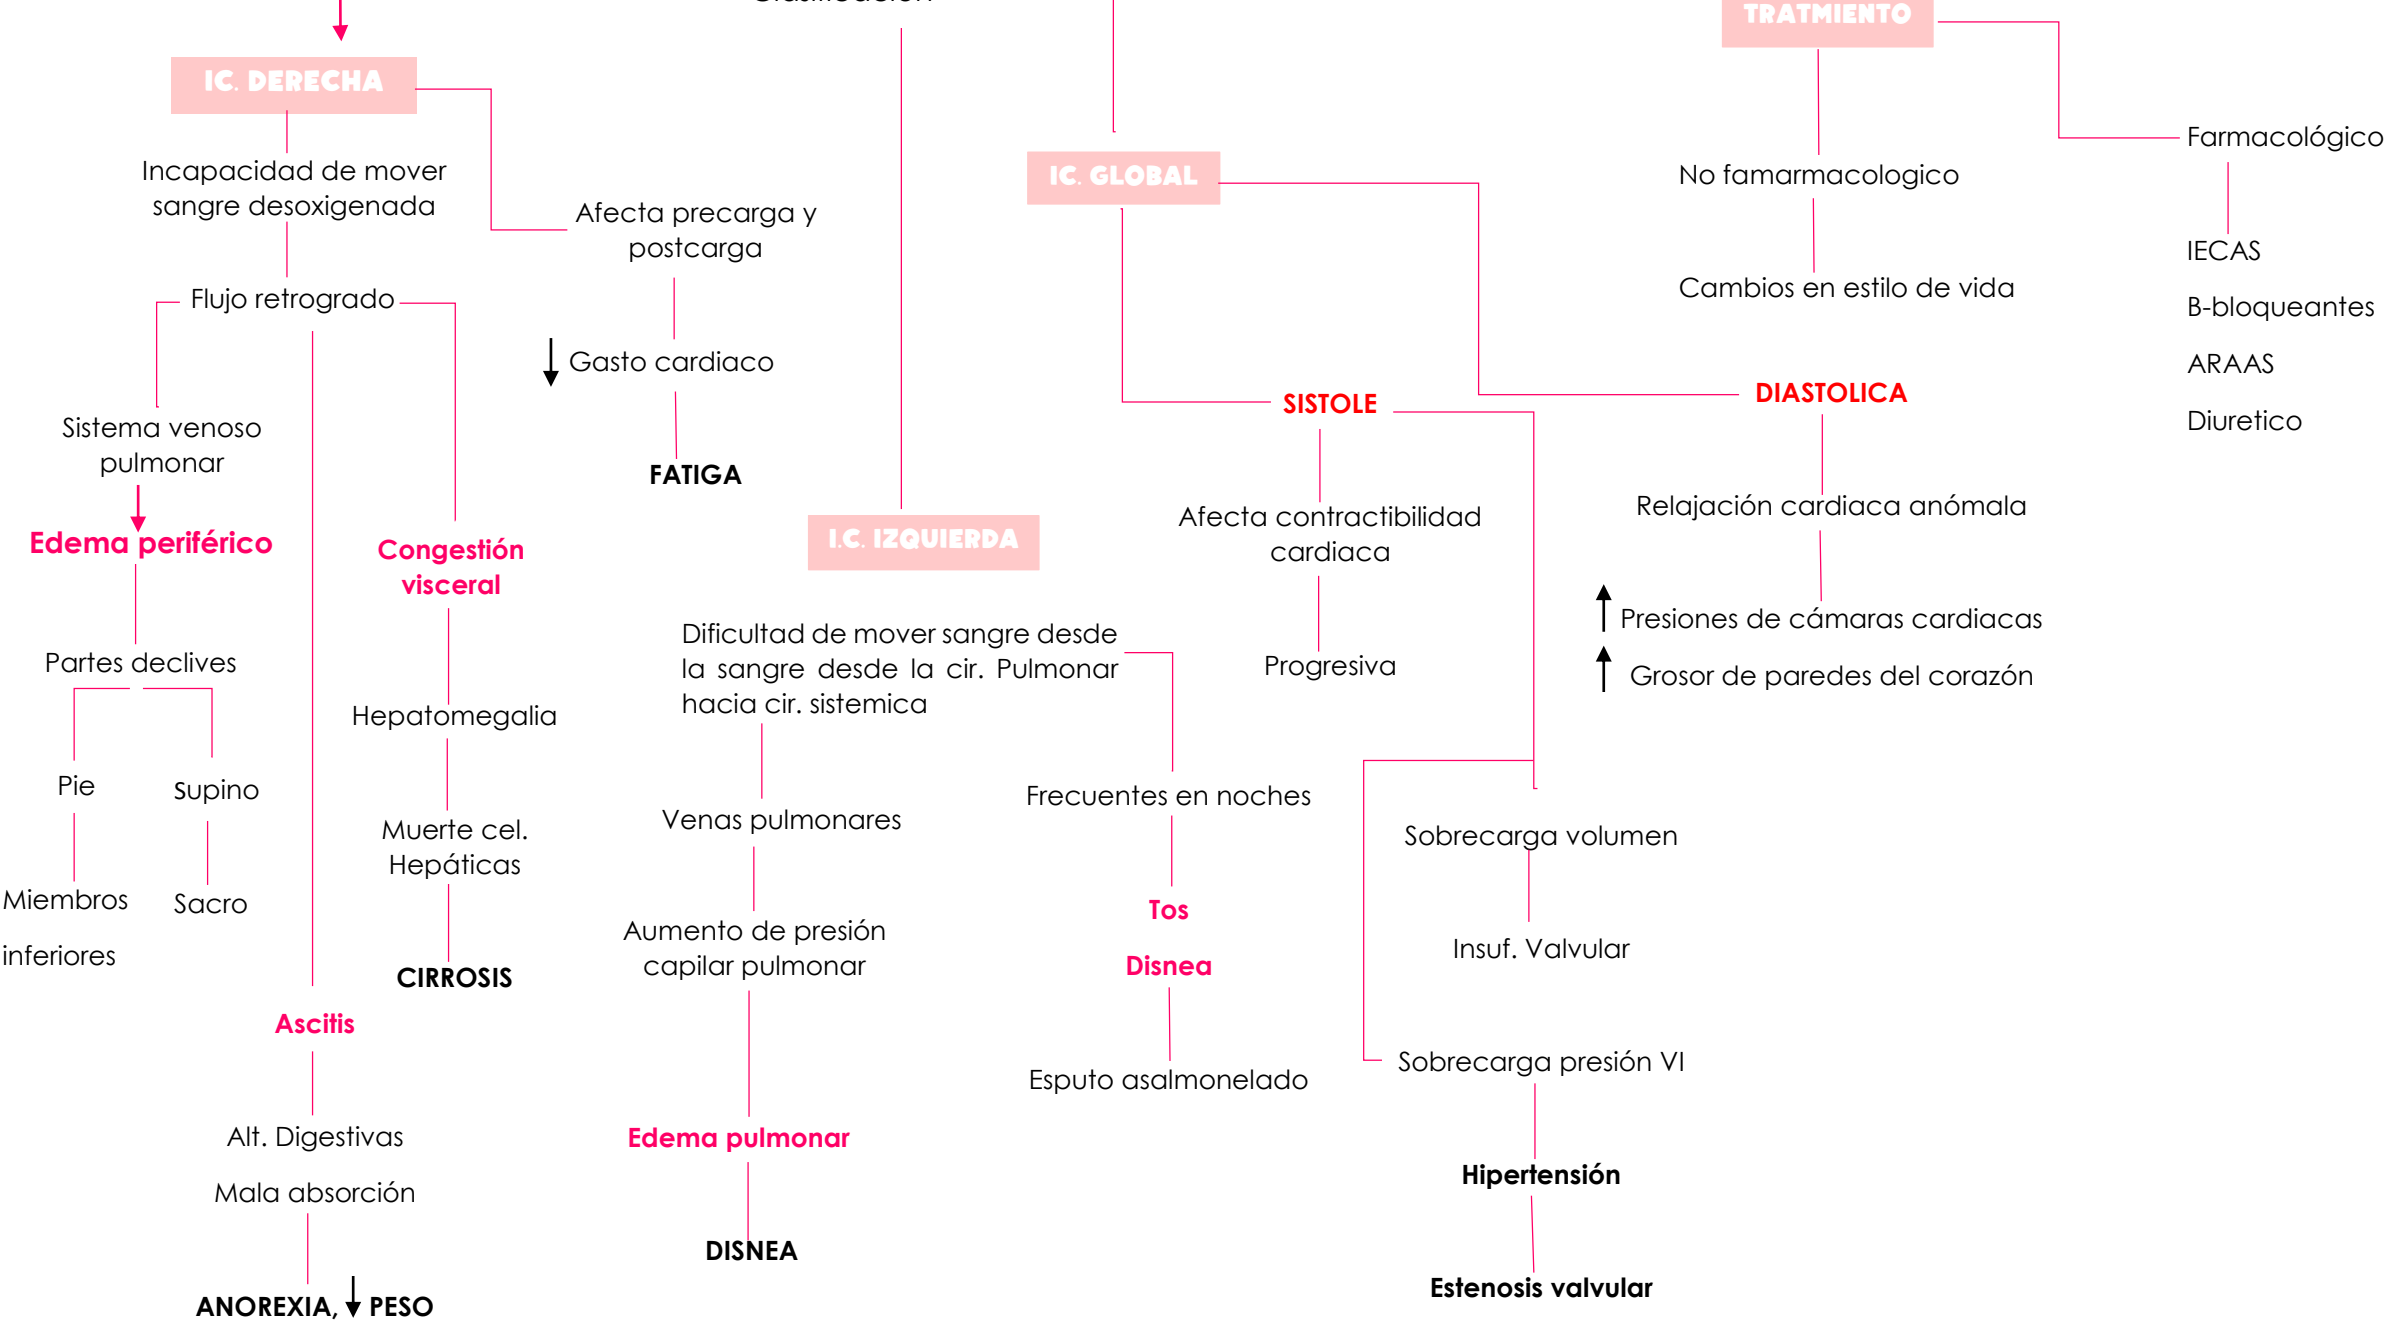 Clasificación
TRATMIENTO
IC. DERECHA
Incapacidad de mover
sangre desoxigenada
Afecta precarga y
postcarga
Flujo retrogrado
Gasto cardiaco
FATIGA
Sistema venoso
pulmonar
Edema periférico
Partes declives
Pie
Supino
Miembros
inferiores
Sacro
Congestión
visceral
Hepatomegalia
Muerte cel.
Hepáticas
CIRROSIS
Ascitis
Alt. Digestivas
Mala absorción
ANOREXIA, PESO
I.C. IZQUIERDA
Dificultad de mover sangre desde
la sangre desde la cir. Pulmonar
hacia cir. sistemica
Venas pulmonares
Aumento de presión
capilar pulmonar
Edema pulmonar
DISNEA
Frecuentes en noches
Tos
Disnea
Esputo asalmonelado
IC. GLOBAL
SISTOLE
Afecta contractibilidad
cardiaca
Progresiva
Sobrecarga volumen
Insuf. Valvular
Sobrecarga presión VI
Hipertensión
Estenosis valvular
DIASTOLICA
Relajación cardiaca anómala
Presiones de cámaras cardiacas
Grosor de paredes del corazón
No famarmacologico
Cambios en estilo de vida
Farmacológico
IECAS
B-bloqueantes
ARAAS
Diuretico